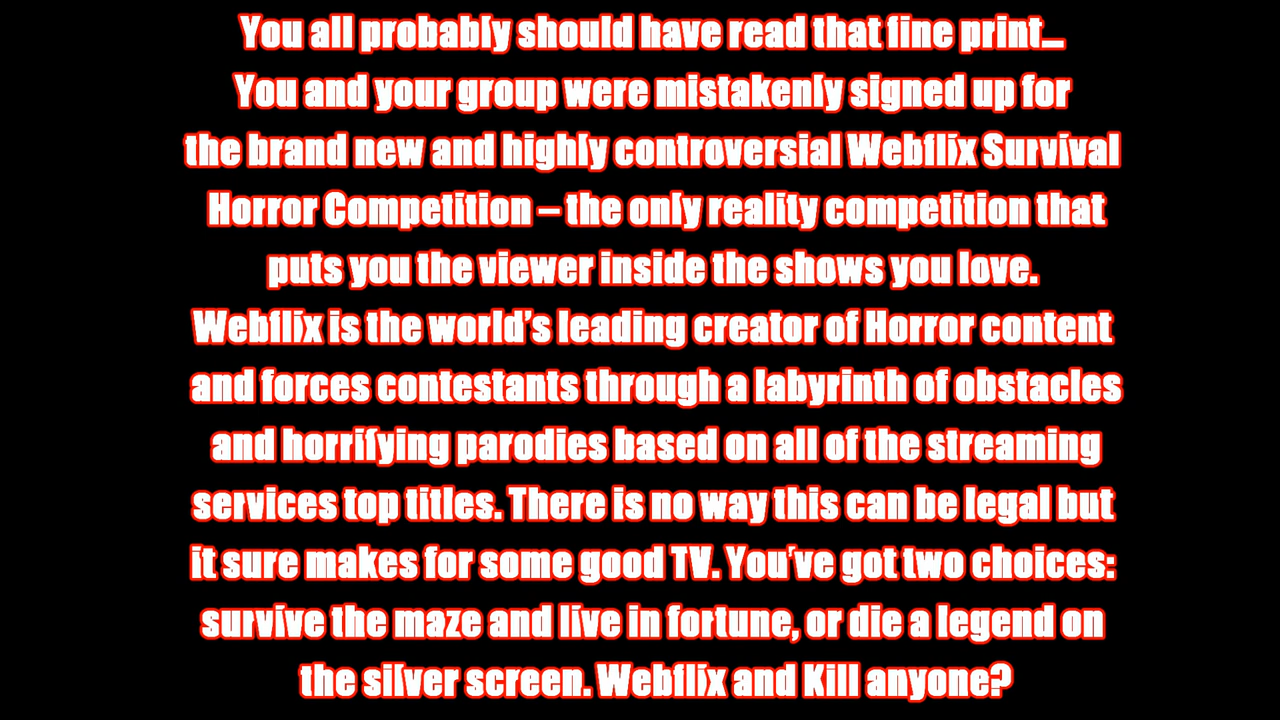 You all probably should have read that fine print...
You and your group were mistakenly signed up for
the brand new and highly controversial Webflix Survival
Horror Competition – the only reality competition that
puts you the viewer inside the shows you love.
Webflix is the world’s leading creator of Horror content
and forces contestants through a labyrinth of obstacles
and horrifying parodies based on all of the streaming
services top titles. There is no way this can be legal but
it sure makes for some good TV. You've got two choices:
survive the maze and live in fortune, or die a legend on
the silver screen. Webflix and Kill anyone?